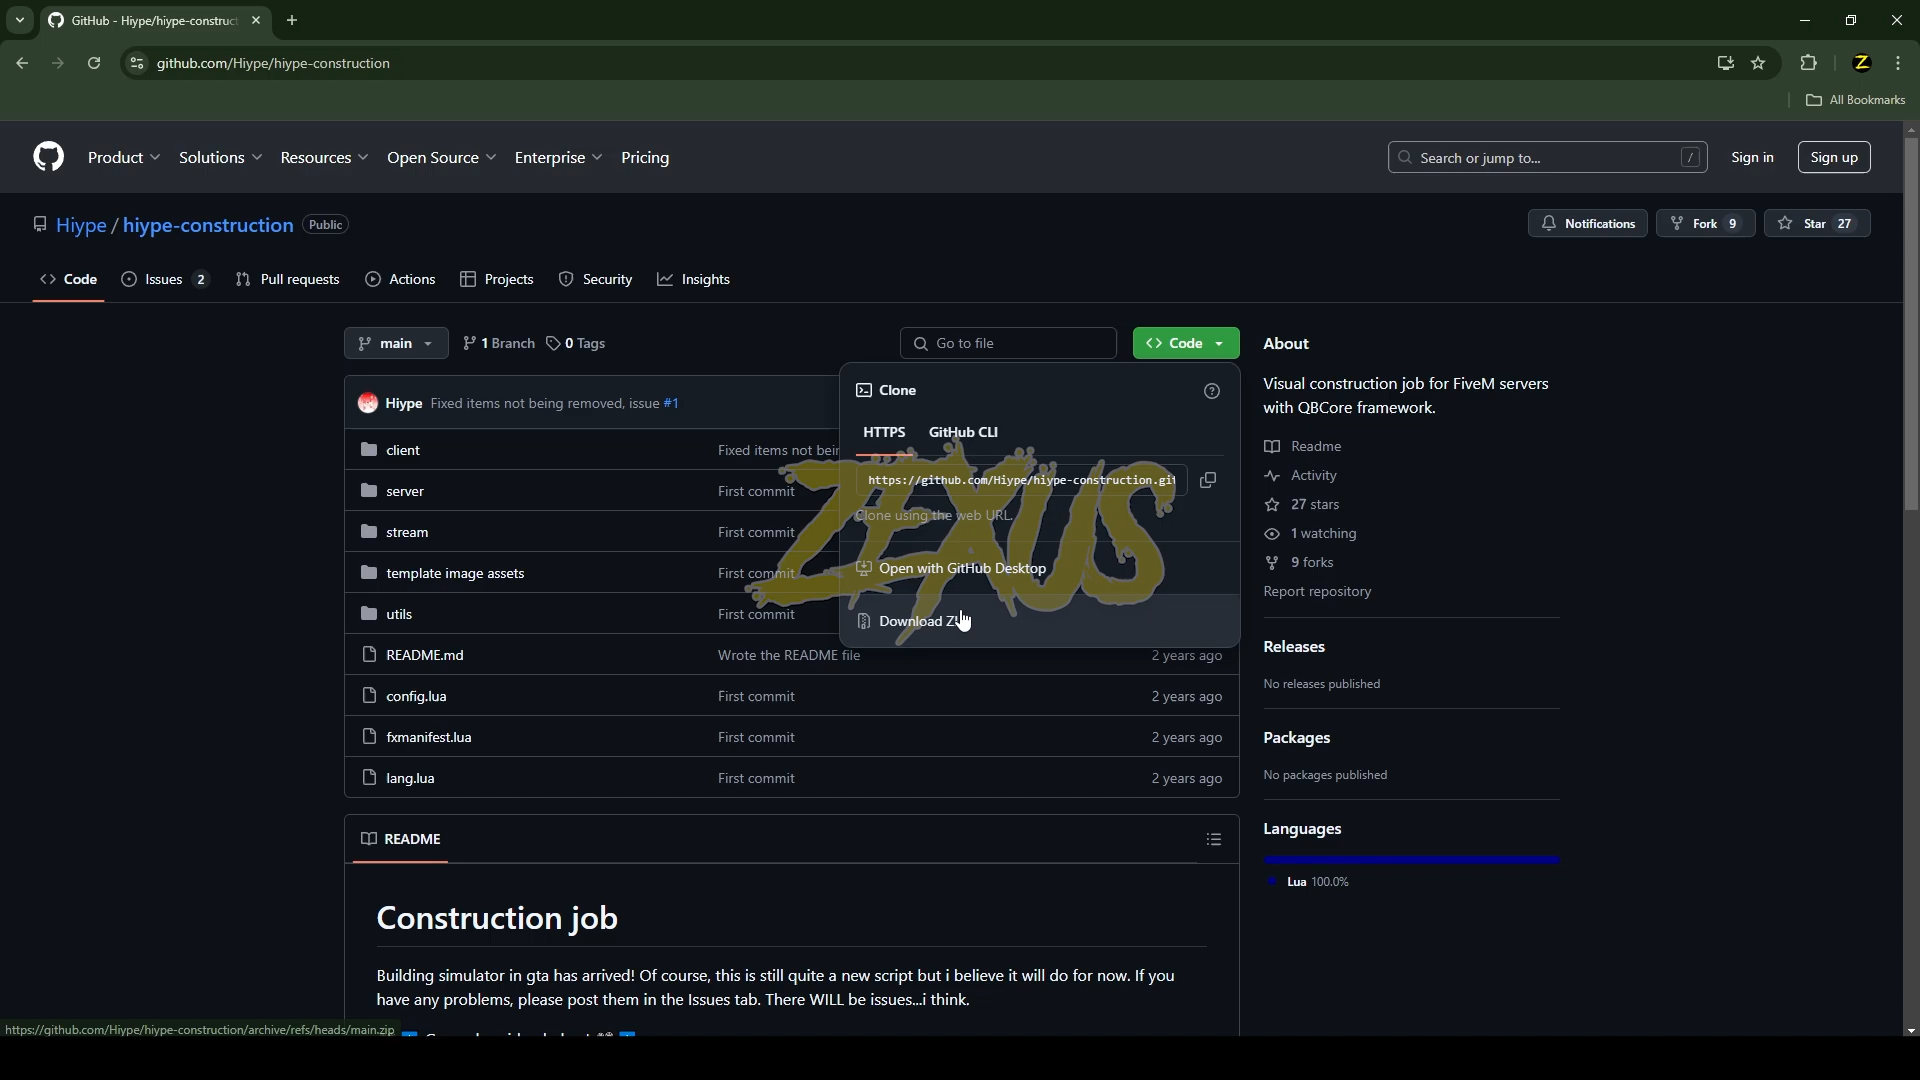 GitHub - Hiype/hiype-construct
github.com/Hiype/hiype-construction
Z
All Bookmarks
Product
Solutions
Resources
Open Source
Enterprise
Pricing
Search or jump to...
/
Sign in
Sign up
Hiype / hiype-construction
Public
Notifications
Fork 9
Star 27
Code
Issues 2
Pull requests
Actions
Projects
Security
Insights
main
1 Branch
0 Tags
Go to file
Code
Hiype Fixed items not being removed, issue #1
client Fixed items not bein
server First commit
stream First commit
template image assets First commit
utils First commit
README.md Wrote the README file 2 years ago
config.lua First commit 2 years ago
fxmanifest.lua First commit 2 years ago
lang.lua First commit 2 years ago
Clone
HTTPS GitHub CLI
https://github.com/Hiype/hiype-construction.git
Clone using the web URL.
Open with GitHub Desktop
Download
ZEXUS
About
Visual construction job for FiveM servers
with QBCore framework.
Readme
Activity
27 stars
1 watching
9 forks
Report repository
Releases
No releases published
Packages
No packages published
Languages
Lua 100.0%
README
Construction job
Building simulator in gta has arrived! Of course, this is still quite a new script but i believe it will do for now. If you
have any problems, please post them in the Issues tab. There WILL be issues...i think.
https://github.com/Hiype/hiype-construction/archive/refs/heads/main.zip